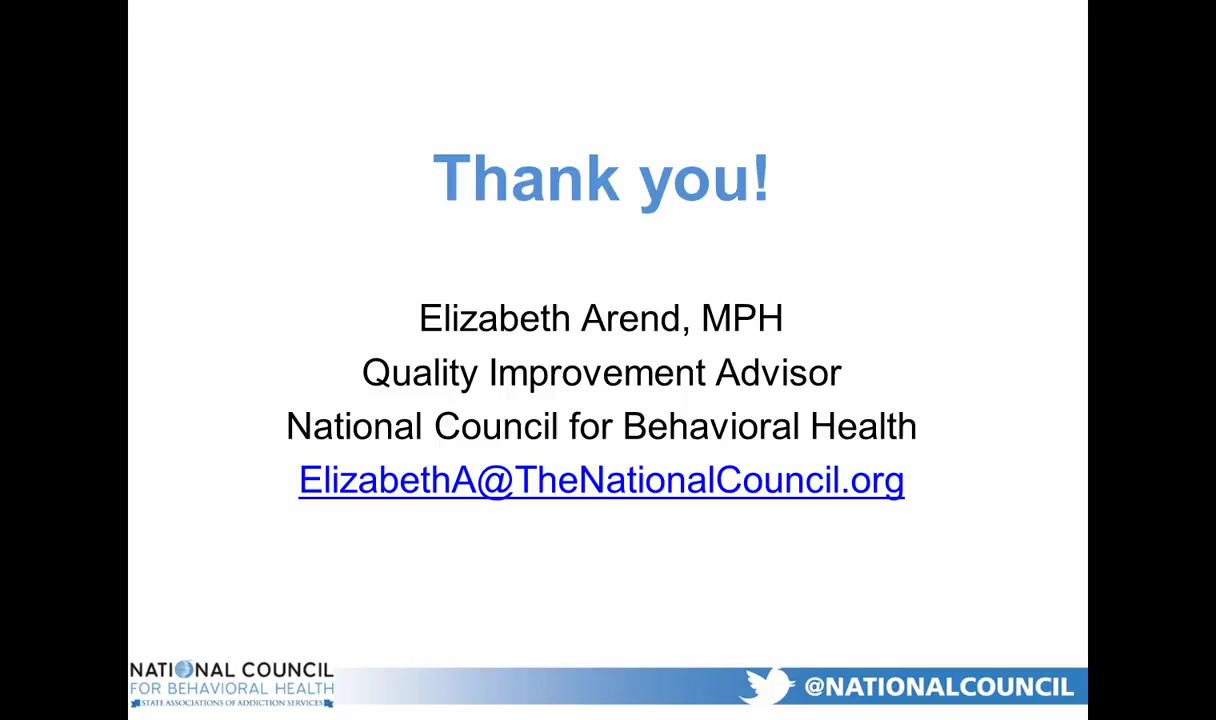 Thank you!
Elizabeth Arend, MPH
Quality Improvement Advisor
National Council for Behavioral Health
ElizabethA@TheNationalCouncil.org
NATIONAL COUNCIL
FOR BEHAVIORAL HEALTH
STATE ASSOCIATIONS OF ADDICTION SERVICES
@NATIONALCOUNCIL